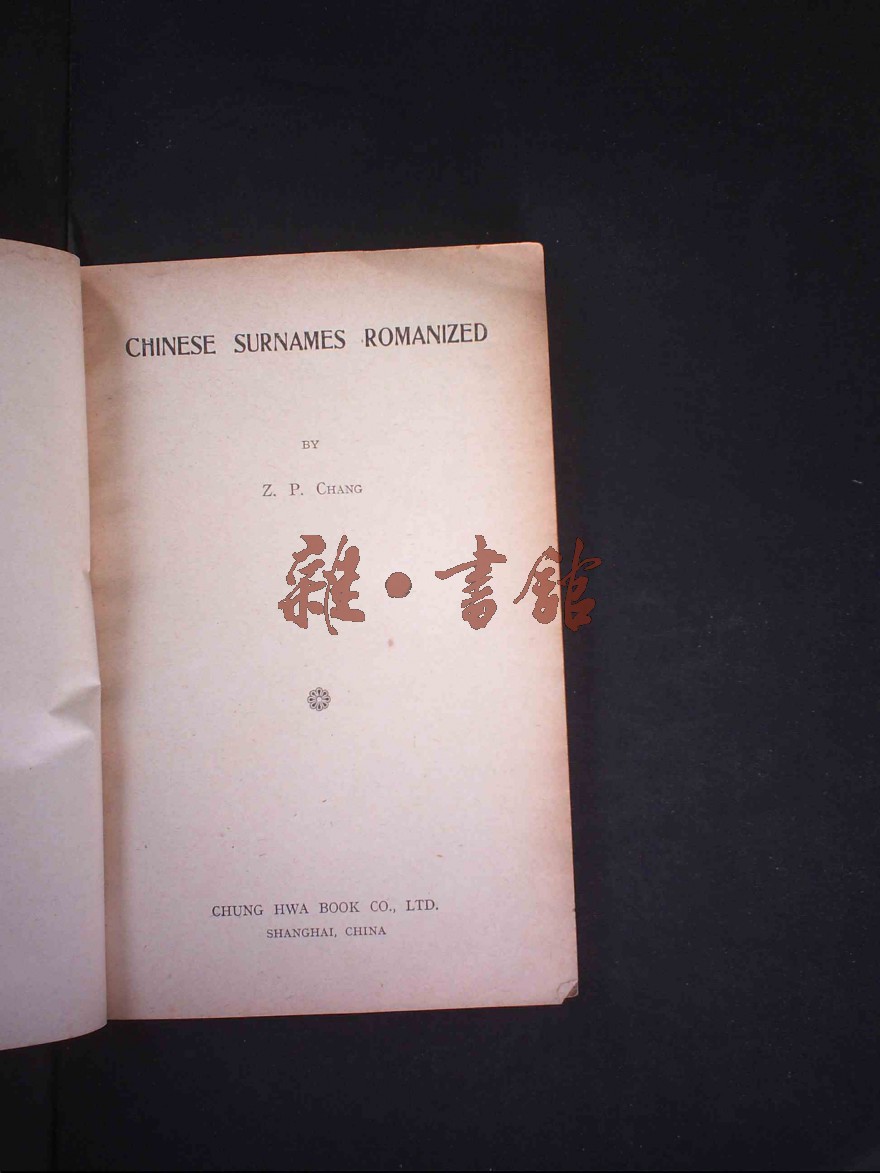 CHINESE SURNAMES ROMANIZED
BY
Z. P. CHANG
雜·書館
CHUNG HWA BOOK CO., LTD.
SHANGHAI, CHINA